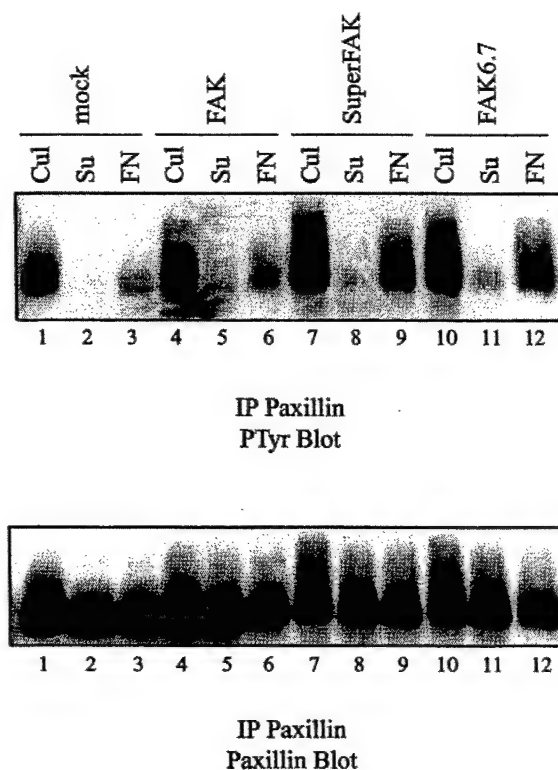 mock FAK SuperFAK FAK6.7
Cul Su FN Cul Su FN Cul Su FN Cul Su FN
1 2 3 4 5 6 7 8 9 10 11 12
IP Paxillin
PTyr Blot
1 2 3 4 5 6 7 8 9 10 11 12
IP Paxillin
Paxillin Blot